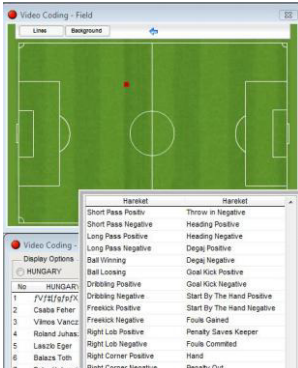 Video Coding - Field
Lines Background
Hareket Hareket
Short Pass Positiv Throw in Negative
Short Pass Negative Heading Positive
Long Pass Positive Heading Negative
Long Pass Negative Degaj Positive
Ball Winning Degaj Negative
Ball Loosing Goal Kick Positive
Dribbling Positive Goal Kick Negative
Dribbling Negative Start By The Hand Positive
Freekick Positive Start By The Hand Negative
Freekick Negative Fouls Gained
Right Lob Positive Penalty Saves Keeper
Right Lob Negative Fouls Commited
Right Corner Positive Hand
Right Corner Negative Penalty Out
Video Coding -
Display Options
HUNGARY
No HUNGARY
1
2 Csaba Feher
3 Vilmos Vancz
4 Roland Juhas
5 Laszlo Eger
6 Balazs Toth